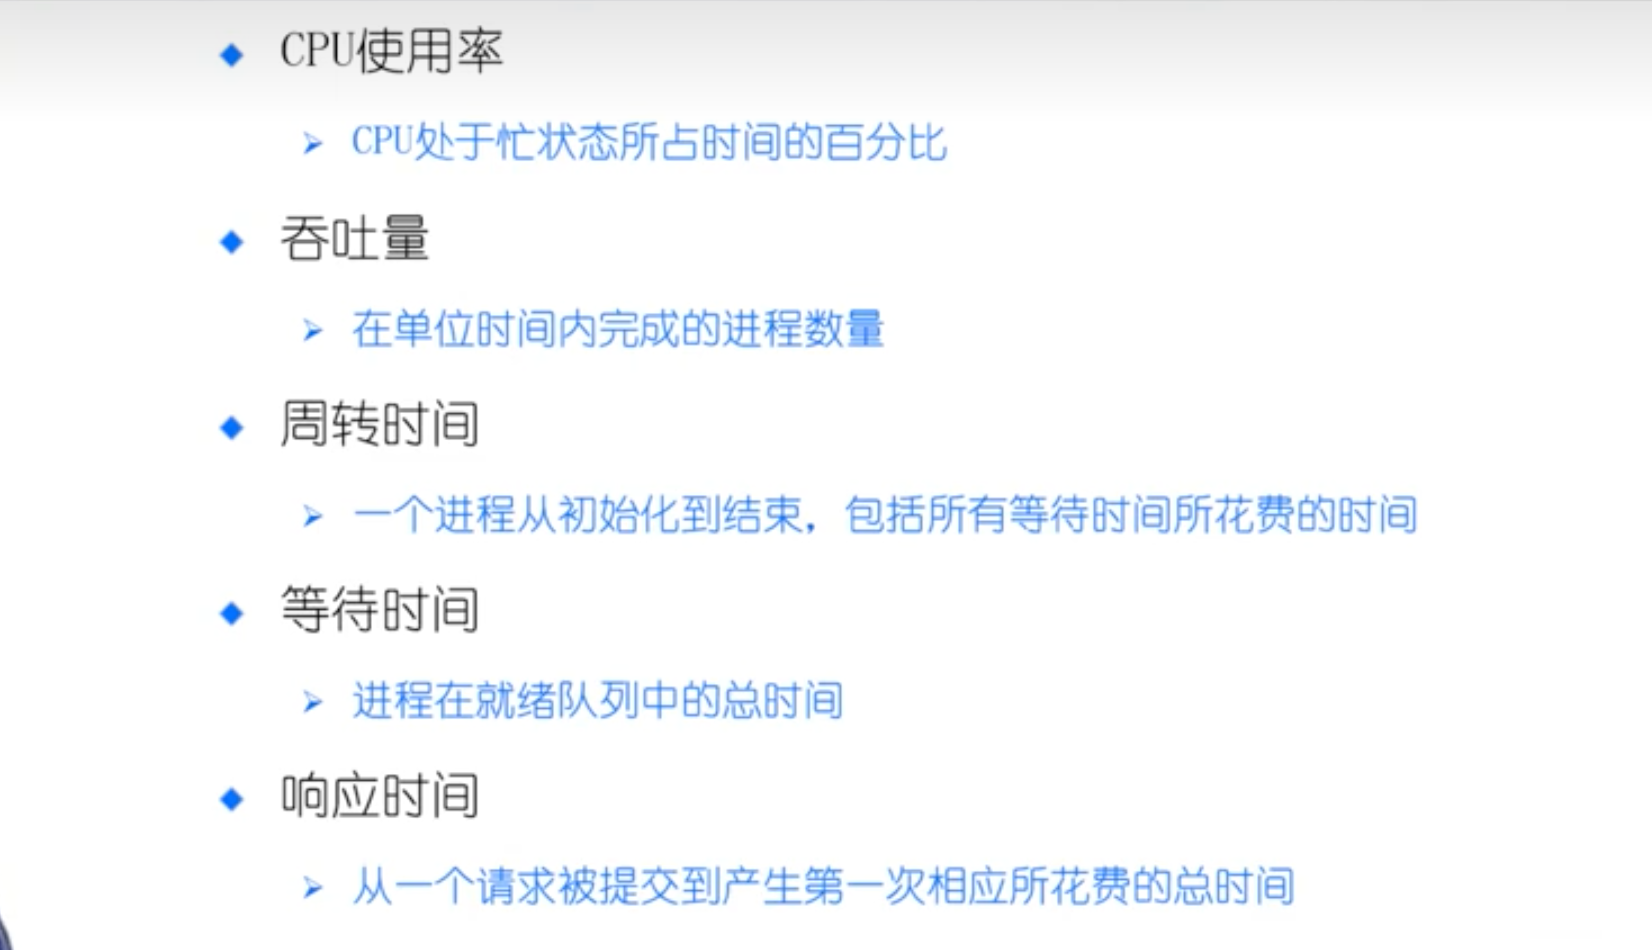 CPU使用率
CPU处于忙状态所占时间的百分比
吞吐量
在单位时间内完成的进程数量
周转时间
一个进程从初始化到结束，包括所有等待时间所花费的时间
等待时间
进程在就绪队列中的总时间
响应时间
从一个请求被提交到产生第一次相应所花费的总时间